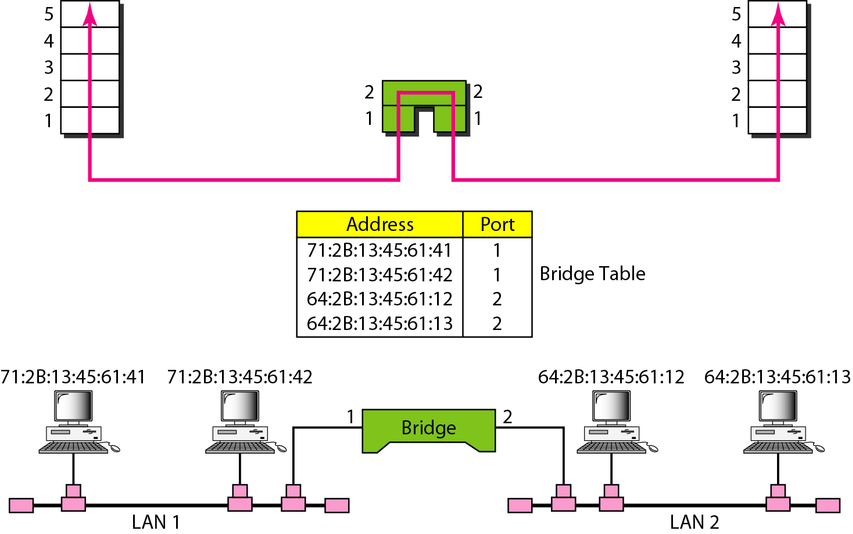 5 5
4 4
3 3
2 2 2 2
1 1 1 1
Address Port
71:2B:13:45:61:41 1
71:2B:13:45:61:42 1
64:2B:13:45:61:12 2
64:2B:13:45:61:13 2
Bridge Table
71:2B:13:45:61:41 71:2B:13:45:61:42 64:2B:13:45:61:12 64:2B:13:45:61:13
1 Bridge 2
LAN 1 LAN 2